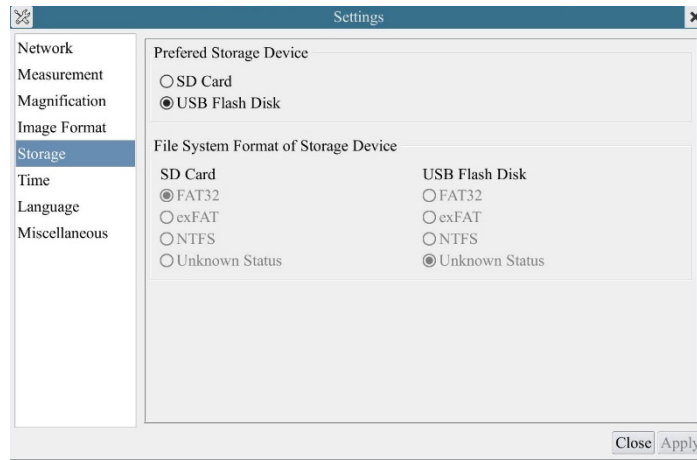 Settings
Network
Measurement
Magnification
Image Format
Storage
Time
Language
Miscellaneous
Prefered Storage Device
SD Card
USB Flash Disk
File System Format of Storage Device
SD Card
FAT32
exFAT
NTFS
Unknown Status
USB Flash Disk
FAT32
exFAT
NTFS
Unknown Status
Close Apply